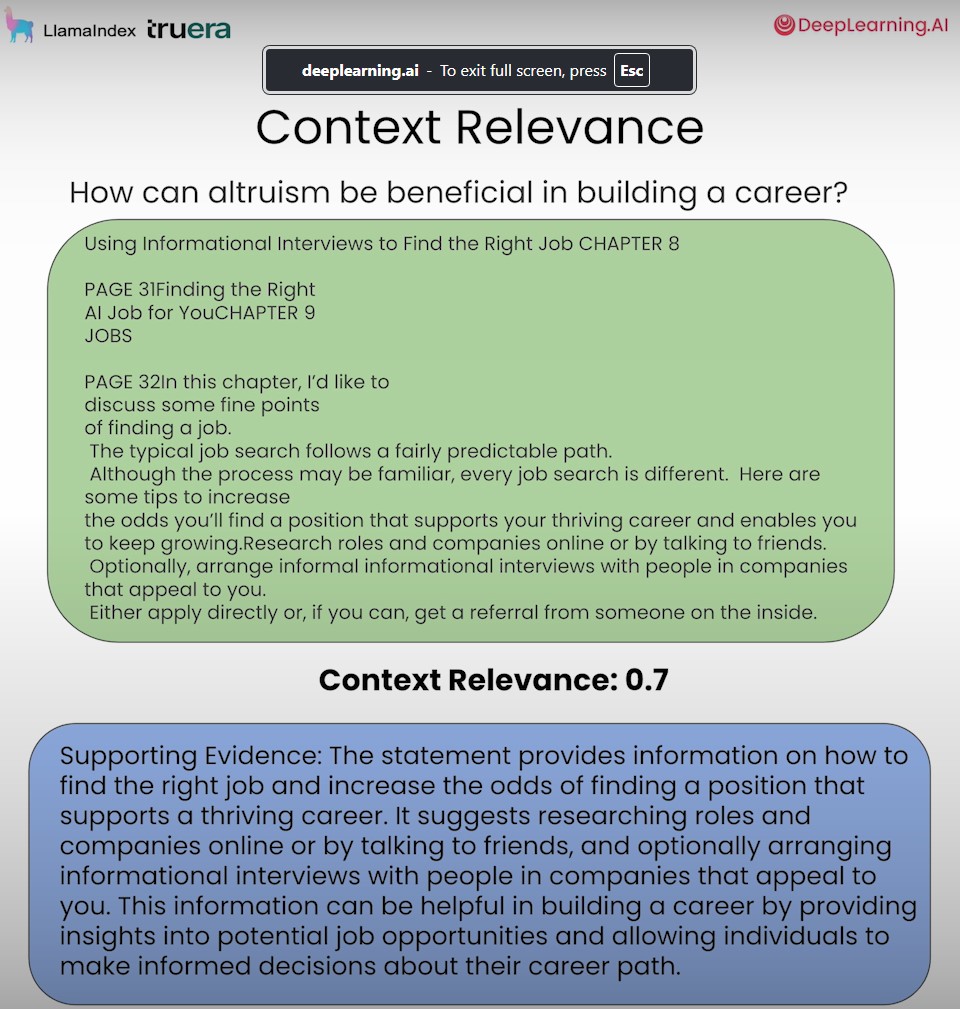 LlamaIndex truera
DeepLearning.AI
deeplearning.ai - To exit full screen, press Esc
Context Relevance
How can altruism be beneficial in building a career?
Using Informational Interviews to Find the Right Job CHAPTER 8
PAGE 31Finding the Right
AI Job for YouCHAPTER 9
JOBS
PAGE 32In this chapter, I’d like to
discuss some fine points
of finding a job.
The typical job search follows a fairly predictable path.
Although the process may be familiar, every job search is different.  Here are
some tips to increase
the odds you’ll find a position that supports your thriving career and enables you
to keep growing.Research roles and companies online or by talking to friends.
Optionally, arrange informal informational interviews with people in companies
that appeal to you.
Either apply directly or, if you can, get a referral from someone on the inside.
Context Relevance: 0.7
Supporting Evidence: The statement provides information on how to
find the right job and increase the odds of finding a position that
supports a thriving career. It suggests researching roles and
companies online or by talking to friends, and optionally arranging
informational interviews with people in companies that appeal to
you. This information can be helpful in building a career by providing
insights into potential job opportunities and allowing individuals to
make informed decisions about their career path.